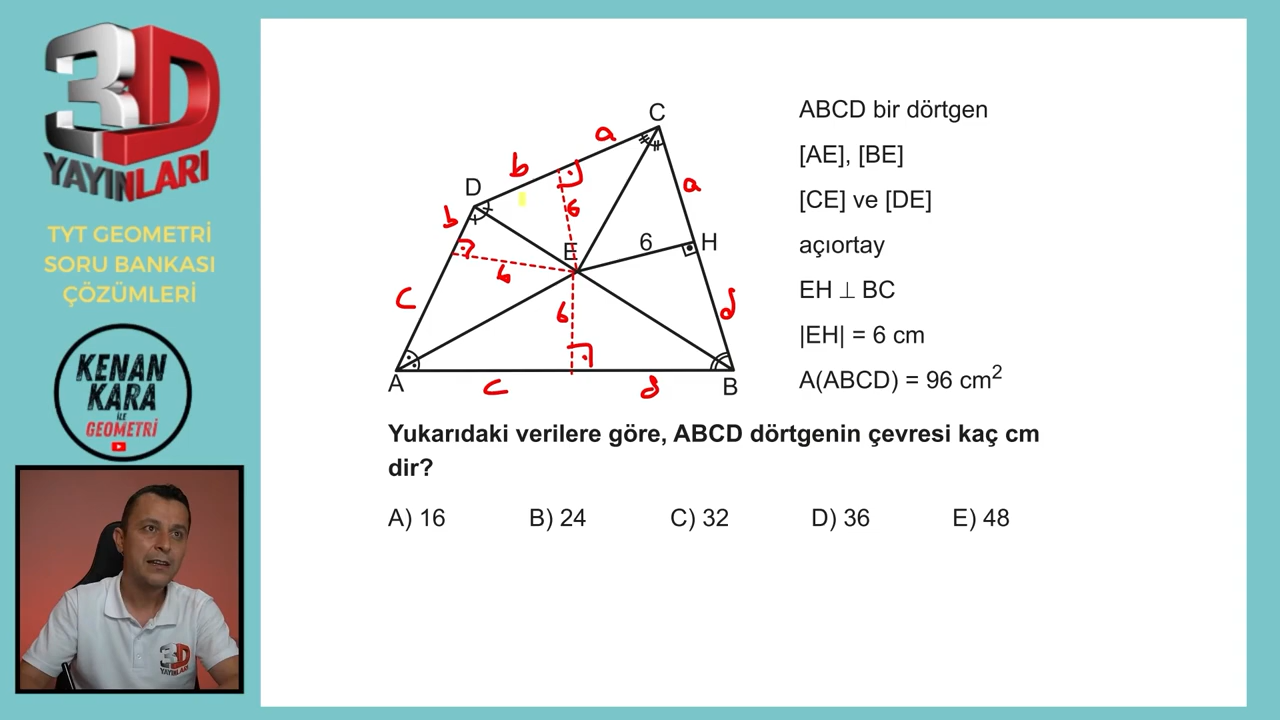 3D
YAYINLARI
TYT GEOMETRİ
SORU BANKASI
ÇÖZÜMLERİ
KENAN
KARA
İLE
GEOMETRİ
3D
YAYINLARI
C
a
b
D
a
b
6
E
6
H
6
C
6
d
A
c
d
B
ABCD bir dörtgen
[AE], [BE]
[CE] ve [DE]
açıortay
EH ⊥ BC
|EH| = 6 cm
A(ABCD) = 96 cm²
Yukarıdaki verilere göre, ABCD dörtgenin çevresi kaç cm
dir?
A) 16 B) 24 C) 32 D) 36 E) 48